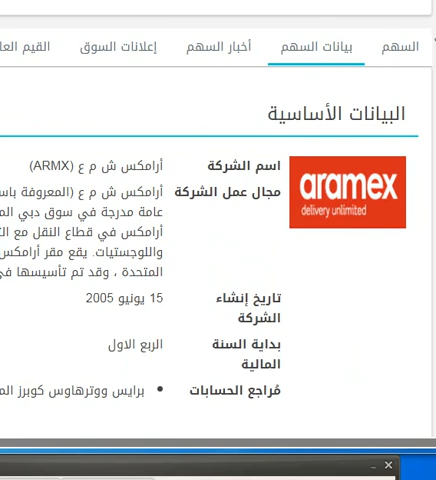 السهم بيانات السهم أخبار السهم إعلانات السوق القيم
البيانات الأساسية
aramex
delivery unlimited
اسم الشركة أرامكس ش م ع (ARMX)
مجال عمل الشركة أرامكس ش م ع (المعروفة
عامة مدرجة في سوق دبي
أرامكس في قطاع النقل مع
واللوجستيات. يقع مقر أرامكس
المتحدة ، وقد تم تأسيسها
تاريخ إنشاء الشركة 15 يونيو 2005
بداية السنة المالية الربع الاول
مُراجع الحسابات • برايس ووترهاوس كوبرز